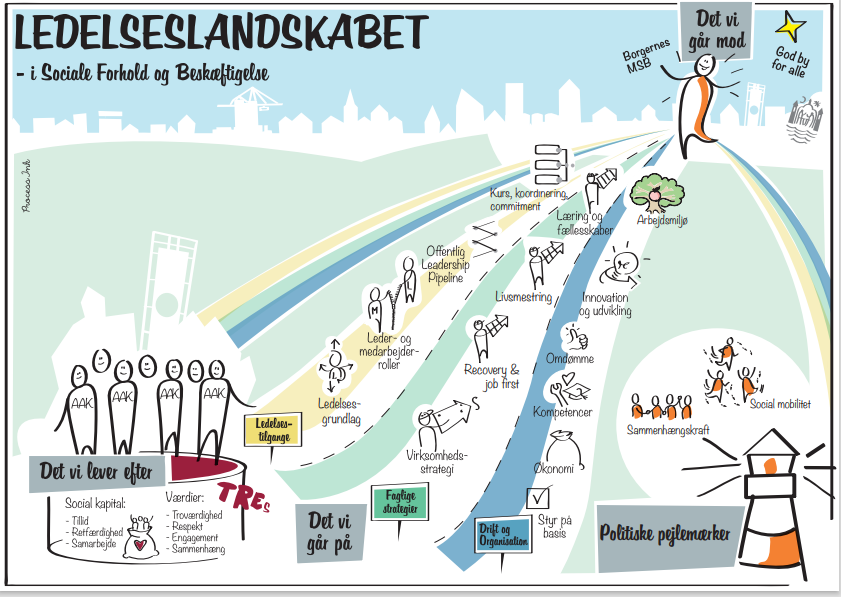 LEDELSESLANDSKABET
- i Sociale Forhold og Beskæftigelse
Det vi
går mod
Borgernes
MSB
God by
for alle
Process Ink
Kurs, koordinering,
commitment
Læring og
fællesskaber
Arbejdsmiljø
Offentlig
Leadership
Pipeline
Livsmestring
Innovation
og udvikling
M
L
Leder- og
medarbejder-
roller
Recovery &
job first
Omdømme
L
Ledelses-
grundlag
Kompetencer
Virksomheds-
strategi
Økonomi
Styr på
basis
Sammenhængskraft
Social mobilitet
AAK
AAK
AAK
AAK
Ledelses-
tilgange
Faglige
strategier
Drift og
Organisation
Det vi lever efter
TREs
Social kapital:
- Tillid
- Retfærdighed
- Samarbejde
Værdier:
- Troværdighed
- Respekt
- Engagement
- Sammenhæng
Det vi
går på
Politiske pejlemærker